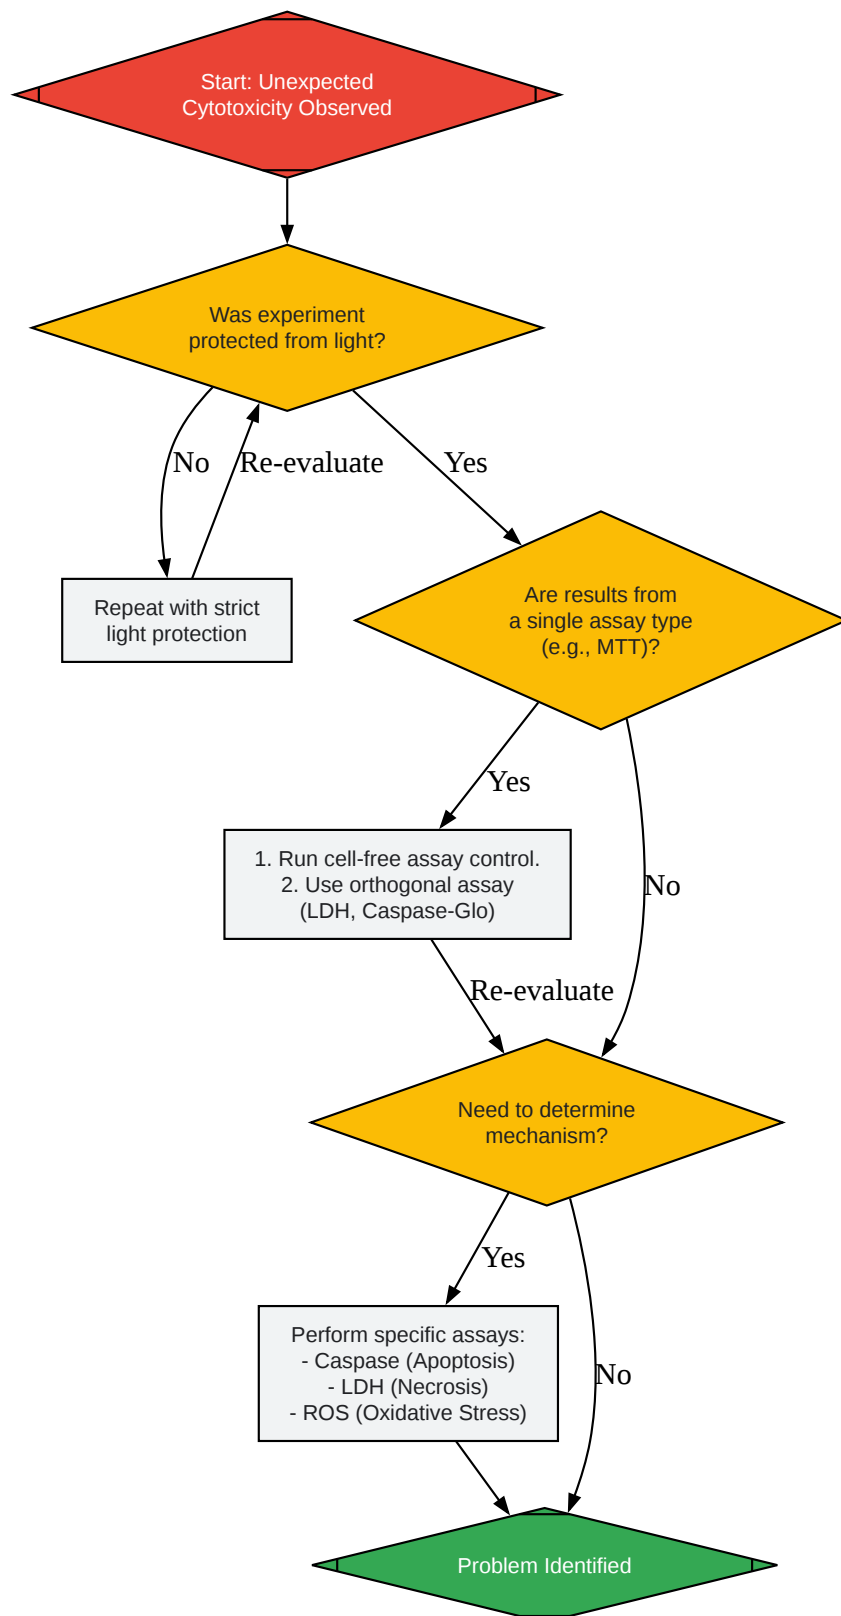 Start: Unexpected
Cytotoxicity Observed
Was experiment
protected from light?
No
Re-evaluate
Yes
Repeat with strict
light protection
Are results from
a single assay type
(e.g., MTT)?
Yes
1. Run cell-free assay control.
2. Use orthogonal assay
(LDH, Caspase-Glo)
No
Re-evaluate
Need to determine
mechanism?
Yes
Perform specific assays:
- Caspase (Apoptosis)
- LDH (Necrosis)
- ROS (Oxidative Stress)
No
Problem Identified